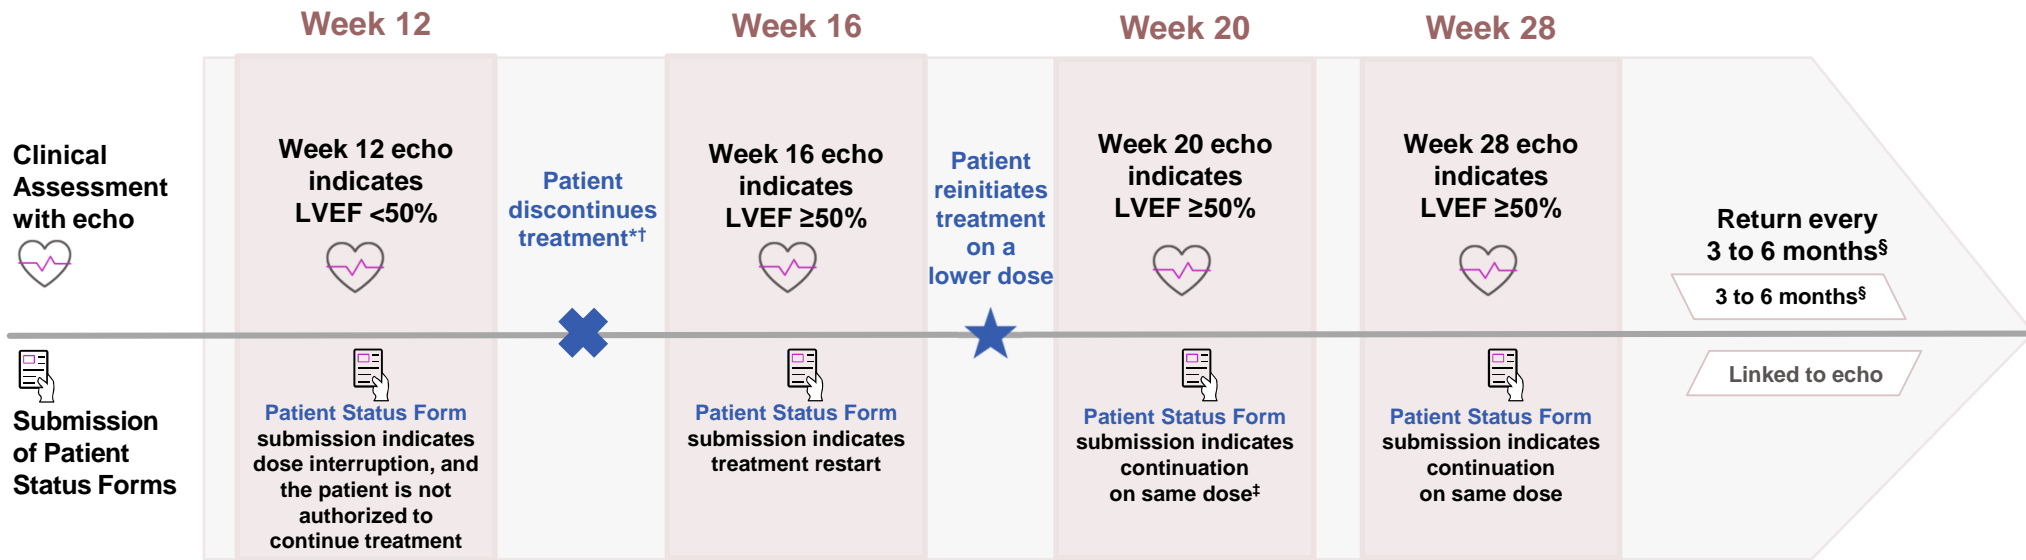 Week 12
Week 16
Week 20
Week 28
Clinical
Assessment
with echo
Week 12 echo
indicates
LVEF <50%
Patient
discontinues
treatment*†
Week 16 echo
indicates
LVEF ≥50%
Patient
reinitiates
treatment
on a
lower dose
Week 20 echo
indicates
LVEF ≥50%
Week 28 echo
indicates
LVEF ≥50%
Return every
3 to 6 months§
3 to 6 months§
Submission
of Patient
Status Forms
Patient Status Form
submission indicates
dose interruption, and
the patient is not
authorized to
continue treatment
Patient Status Form
submission indicates
treatment restart
Patient Status Form
submission indicates
continuation
on same dose‡
Patient Status Form
submission indicates
continuation
on same dose
Linked to echo